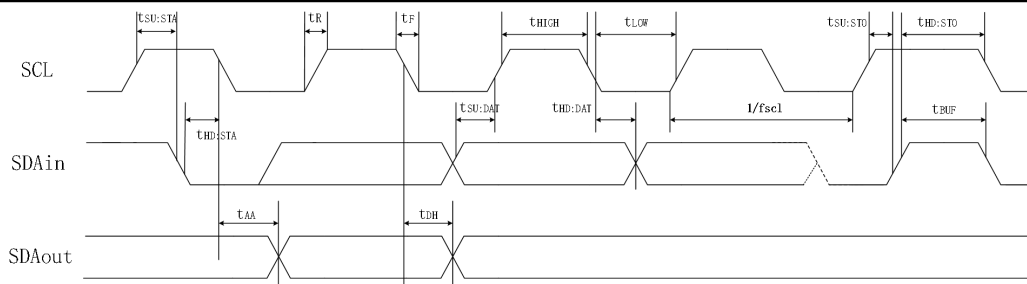 tSU:STA
tR
tF
tHIGH
tLOW
tSU:STO
tHD:STO
SCL
tSU:DAT
tHD:DAT
1/fscl
tBUF
tHD:STA
SDAin
tAA
tDH
SDAout